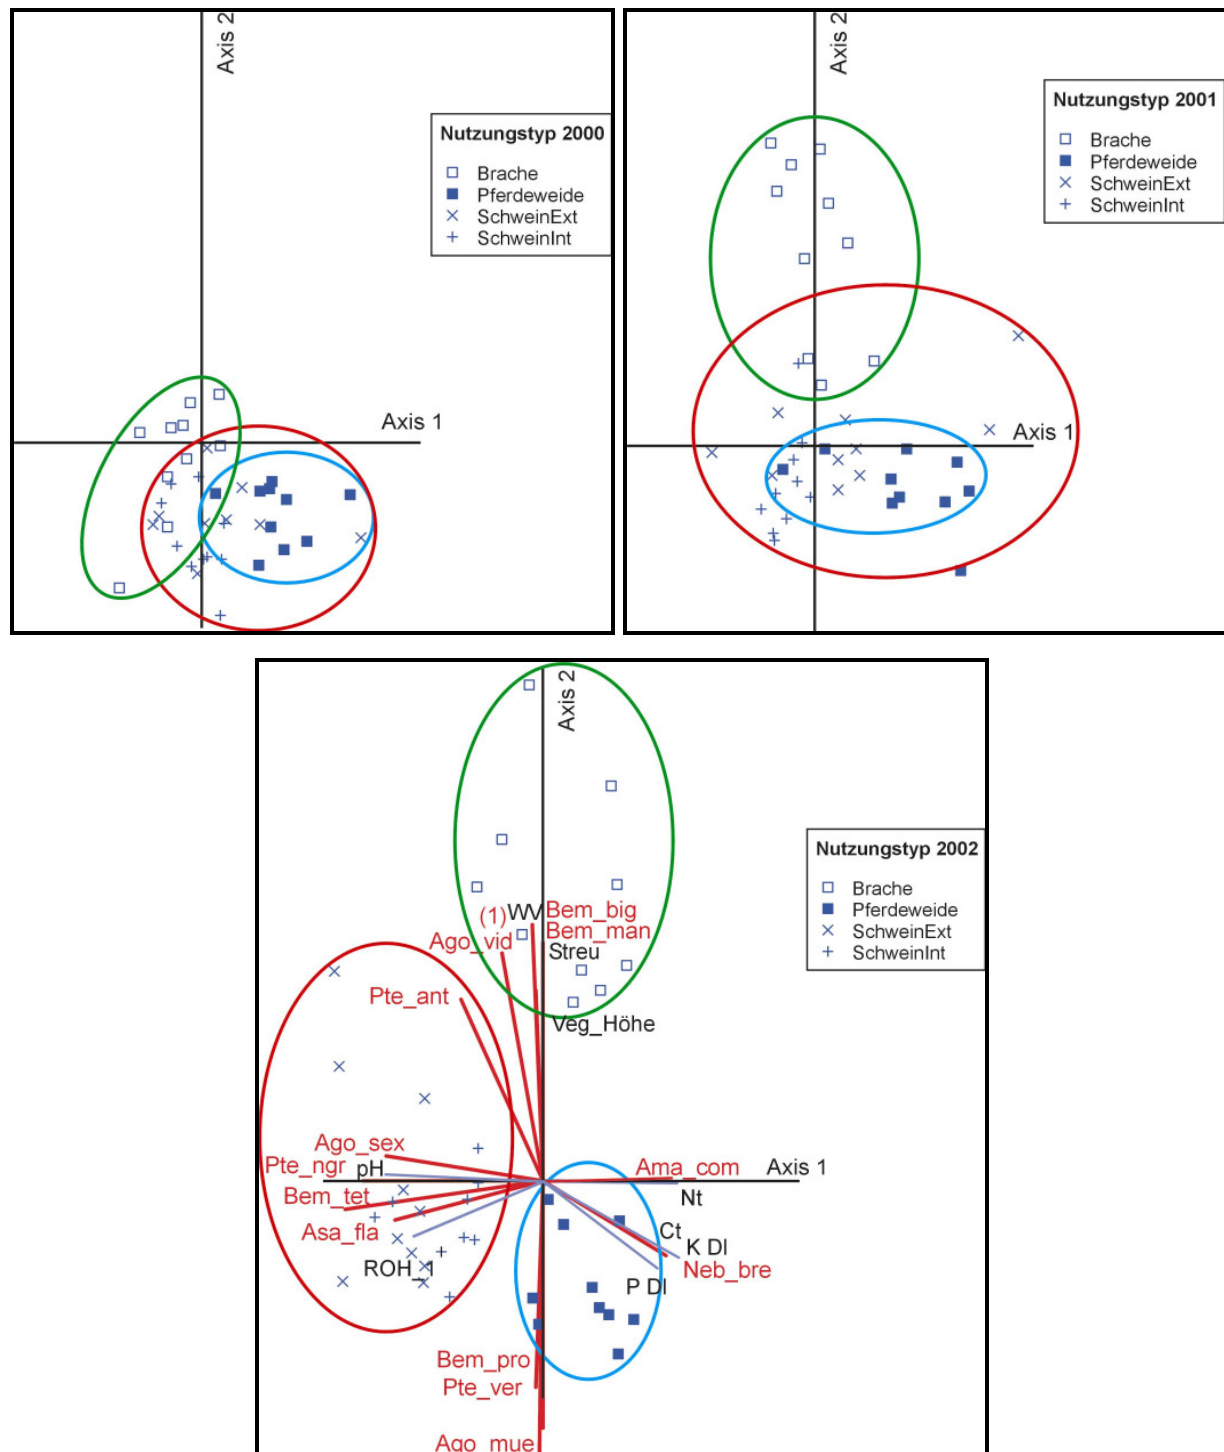 Axis 2
Axis 1
Nutzungstyp 2000
Brache
Pferdeweide
SchweinExt
SchweinInt
Axis 2
Axis 1
Nutzungstyp 2001
Brache
Pferdeweide
SchweinExt
SchweinInt
Axis 2
Nutzungstyp 2002
Brache
Pferdeweide
SchweinExt
SchweinInt
(1) WV Bem_big
Ago_vid Bem_man
Streu
Pte_ant
Veg_Höhe
Ago_sex
Pte_ngr pH Ama_com Axis 1
Bem_tet Nt
Asa_fla Ct
K Dl
ROH_1 Neb_bre
P Dl
Bem_pro
Pte_ver
Ago_mue